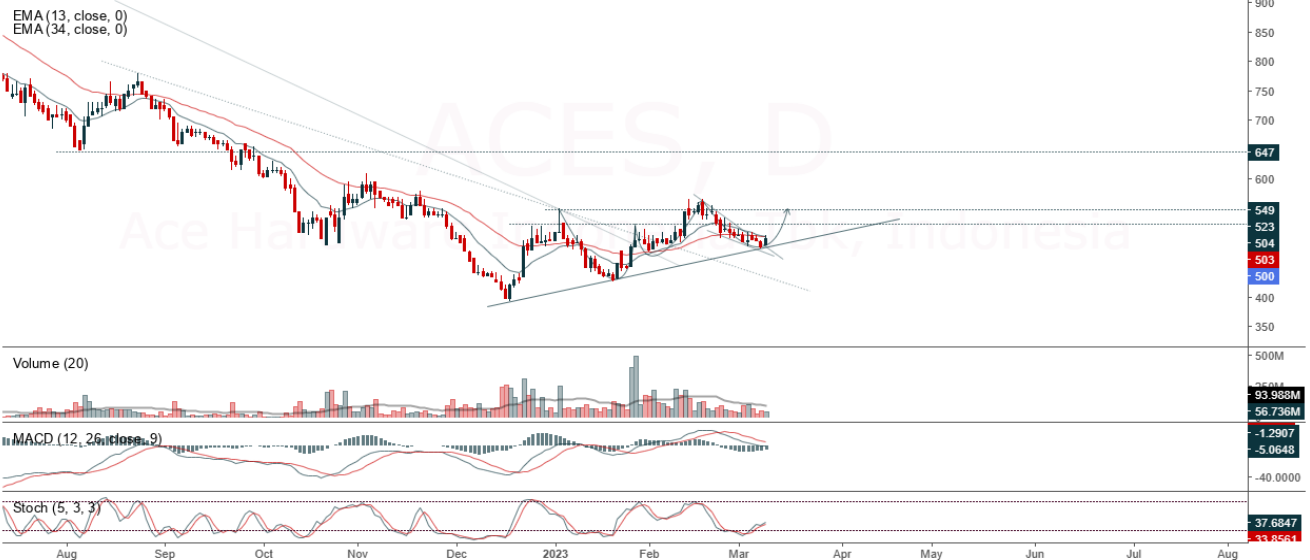 EMA (13, close, 0)
EMA (34, close, 0)
ACES, D
900
850
800
750
700
647
600
549
523
504
503
500
400
350
Volume (20)
500M
93.988M
56.736M
MACD (12, 26, close, 9)
-1.2907
-5.0648
-40.0000
Stoch (5, 3, 3)
37.6847
33.8561
Aug Sep Oct Nov Dec 2023 Feb Mar Apr May Jun Jul Aug